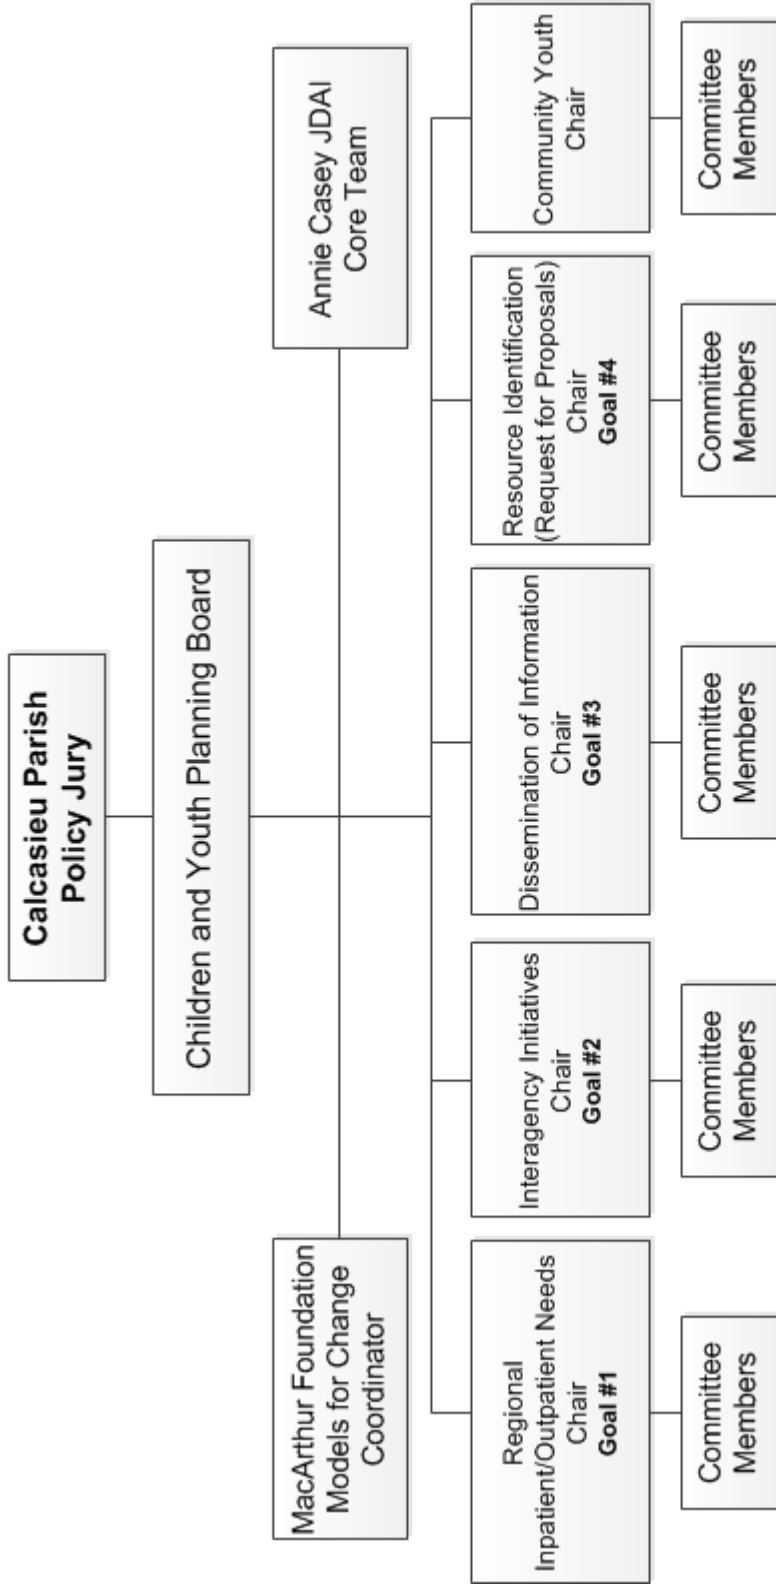 Calcasieu Parish
Policy Jury
Children and Youth Planning Board
MacArthur Foundation
Models for Change
Coordinator
Annie Casey JDAI
Core Team
Regional
Inpatient/Outpatient Needs
Chair
Goal #1
Interagency Initiatives
Chair
Goal #2
Dissemination of Information
Chair
Goal #3
Resource Identification
(Request for Proposals)
Chair
Goal #4
Community Youth
Chair
Committee
Members
Committee
Members
Committee
Members
Committee
Members
Committee
Members